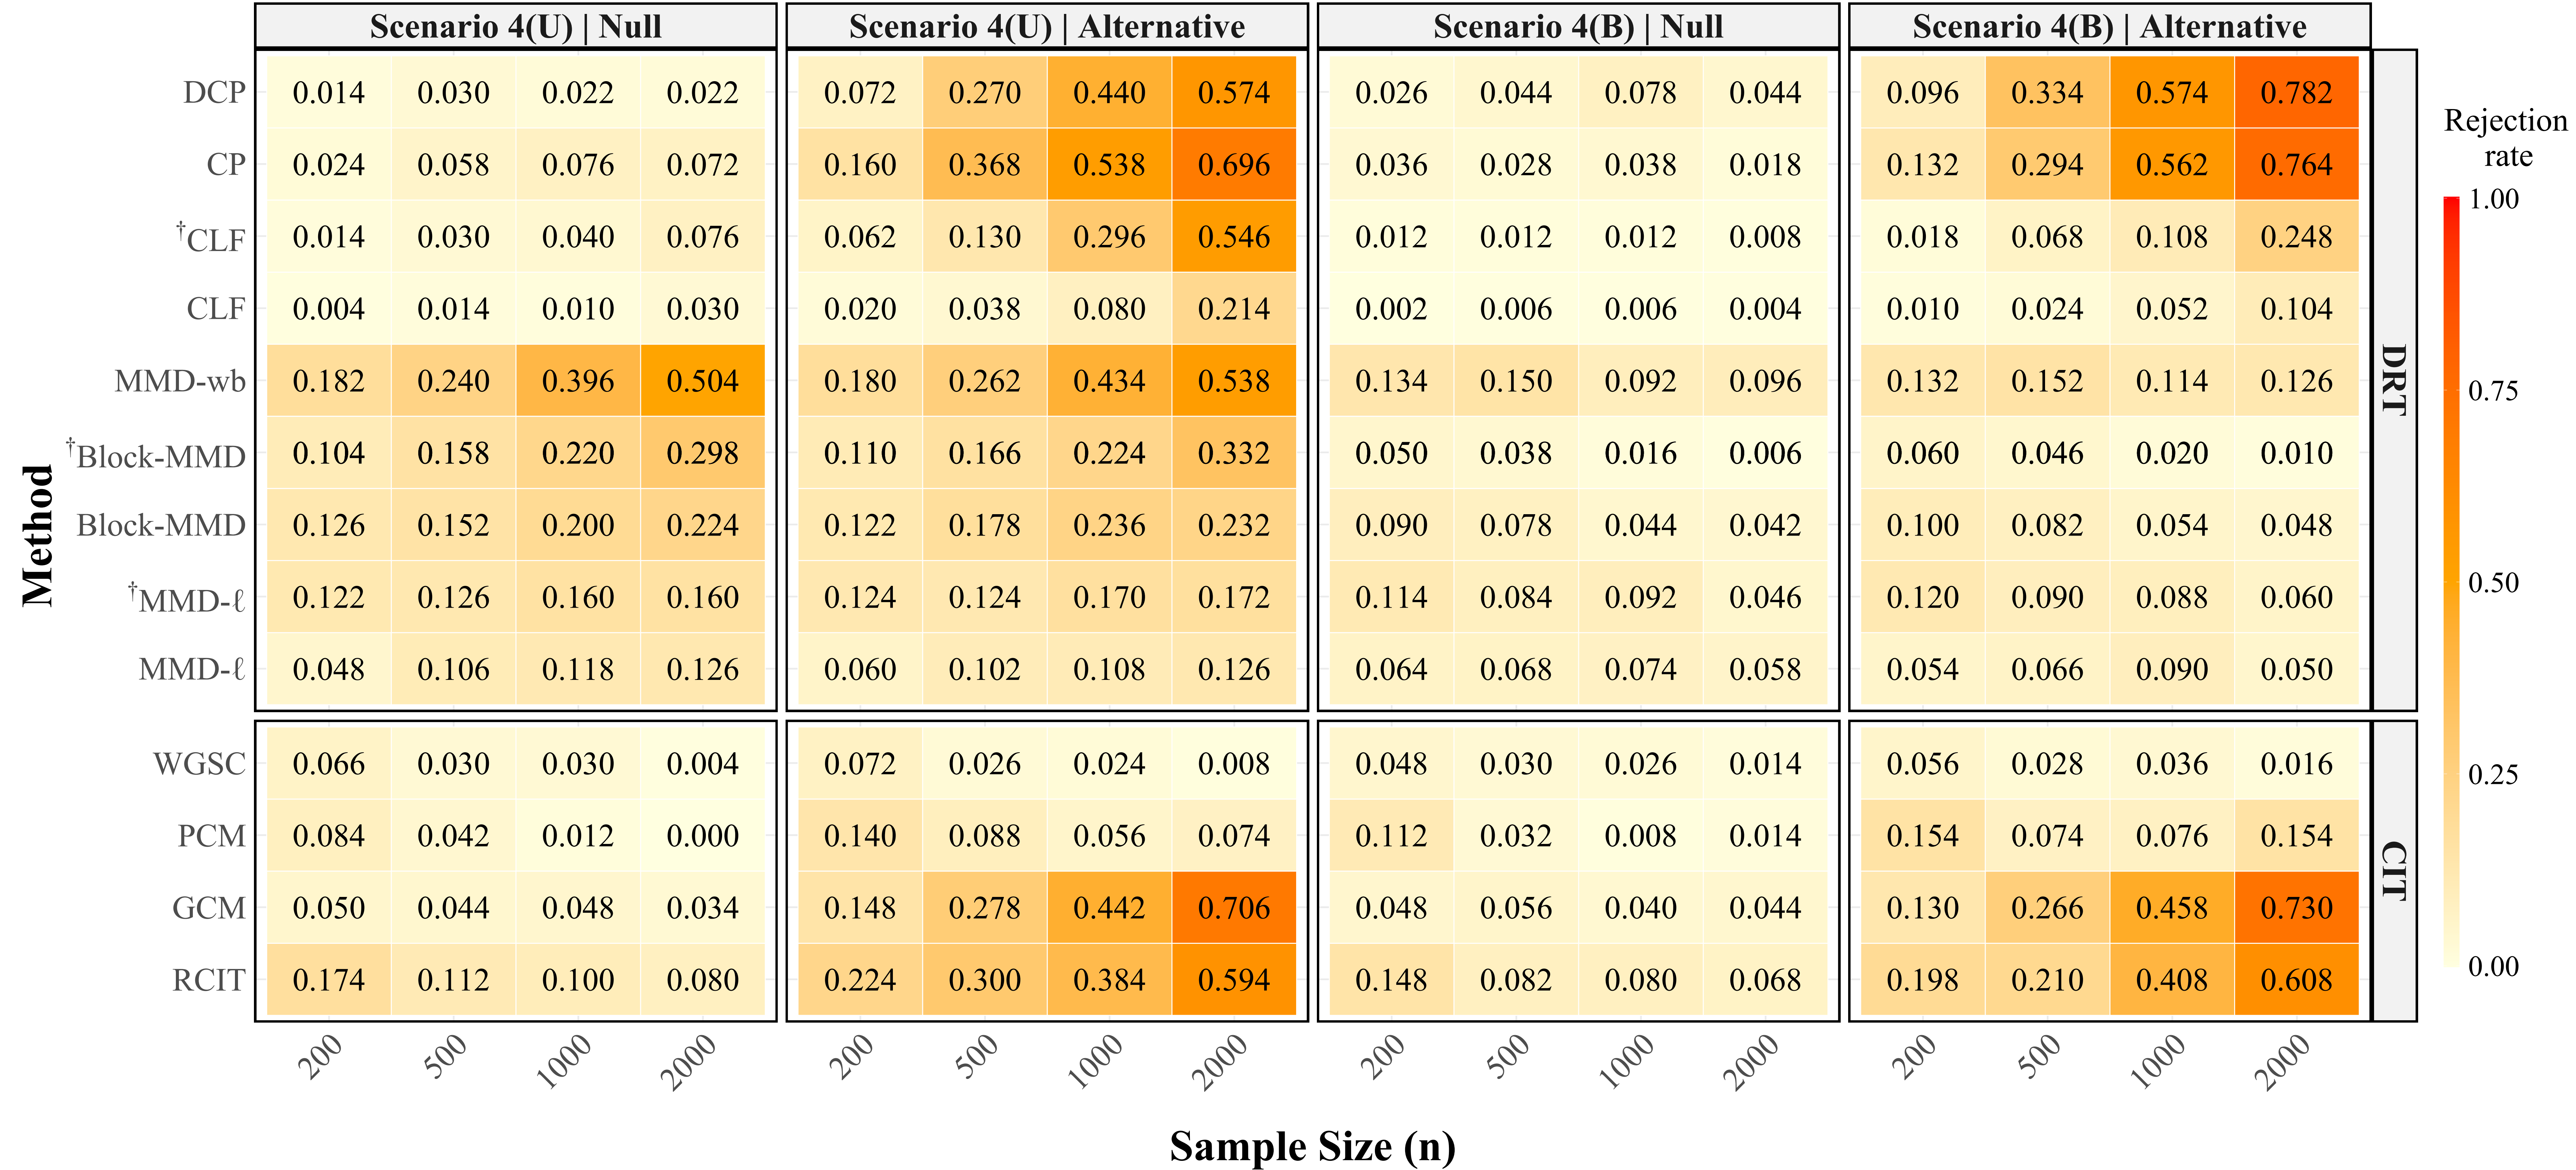 Scenario 4(U) | Null Scenario 4(U) | Alternative Scenario 4(B) | Null Scenario 4(B) | Alternative
DCP 0.014 0.030 0.022 0.022 0.072 0.270 0.440 0.574 0.026 0.044 0.078 0.044 0.096 0.334 0.574 0.782
CP 0.024 0.058 0.076 0.072 0.160 0.368 0.538 0.696 0.036 0.028 0.038 0.018 0.132 0.294 0.562 0.764
†CLF 0.014 0.030 0.040 0.076 0.062 0.130 0.296 0.546 0.012 0.012 0.012 0.008 0.018 0.068 0.108 0.248
CLF 0.004 0.014 0.010 0.030 0.020 0.038 0.080 0.214 0.002 0.006 0.006 0.004 0.010 0.024 0.052 0.104
MMD-wb 0.182 0.240 0.396 0.504 0.180 0.262 0.434 0.538 0.134 0.150 0.092 0.096 0.132 0.152 0.114 0.126
†Block-MMD 0.104 0.158 0.220 0.298 0.110 0.166 0.224 0.332 0.050 0.038 0.016 0.006 0.060 0.046 0.020 0.010
Block-MMD 0.126 0.152 0.200 0.224 0.122 0.178 0.236 0.232 0.090 0.078 0.044 0.042 0.100 0.082 0.054 0.048
†MMD-ℓ 0.122 0.126 0.160 0.160 0.124 0.124 0.170 0.172 0.114 0.084 0.092 0.046 0.120 0.090 0.088 0.060
MMD-ℓ 0.048 0.106 0.118 0.126 0.060 0.102 0.108 0.126 0.064 0.068 0.074 0.058 0.054 0.066 0.090 0.050
DRT
WGSC 0.066 0.030 0.030 0.004 0.072 0.026 0.024 0.008 0.048 0.030 0.026 0.014 0.056 0.028 0.036 0.016
PCM 0.084 0.042 0.012 0.000 0.140 0.088 0.056 0.074 0.112 0.032 0.008 0.014 0.154 0.074 0.076 0.154
GCM 0.050 0.044 0.048 0.034 0.148 0.278 0.442 0.706 0.048 0.056 0.040 0.044 0.130 0.266 0.458 0.730
RCIT 0.174 0.112 0.100 0.080 0.224 0.300 0.384 0.594 0.148 0.082 0.080 0.068 0.198 0.210 0.408 0.608
CIT
200 500 1000 2000 200 500 1000 2000 200 500 1000 2000 200 500 1000 2000
Sample Size (n)
Method
Rejection
rate
1.00
0.75
0.50
0.25
0.00